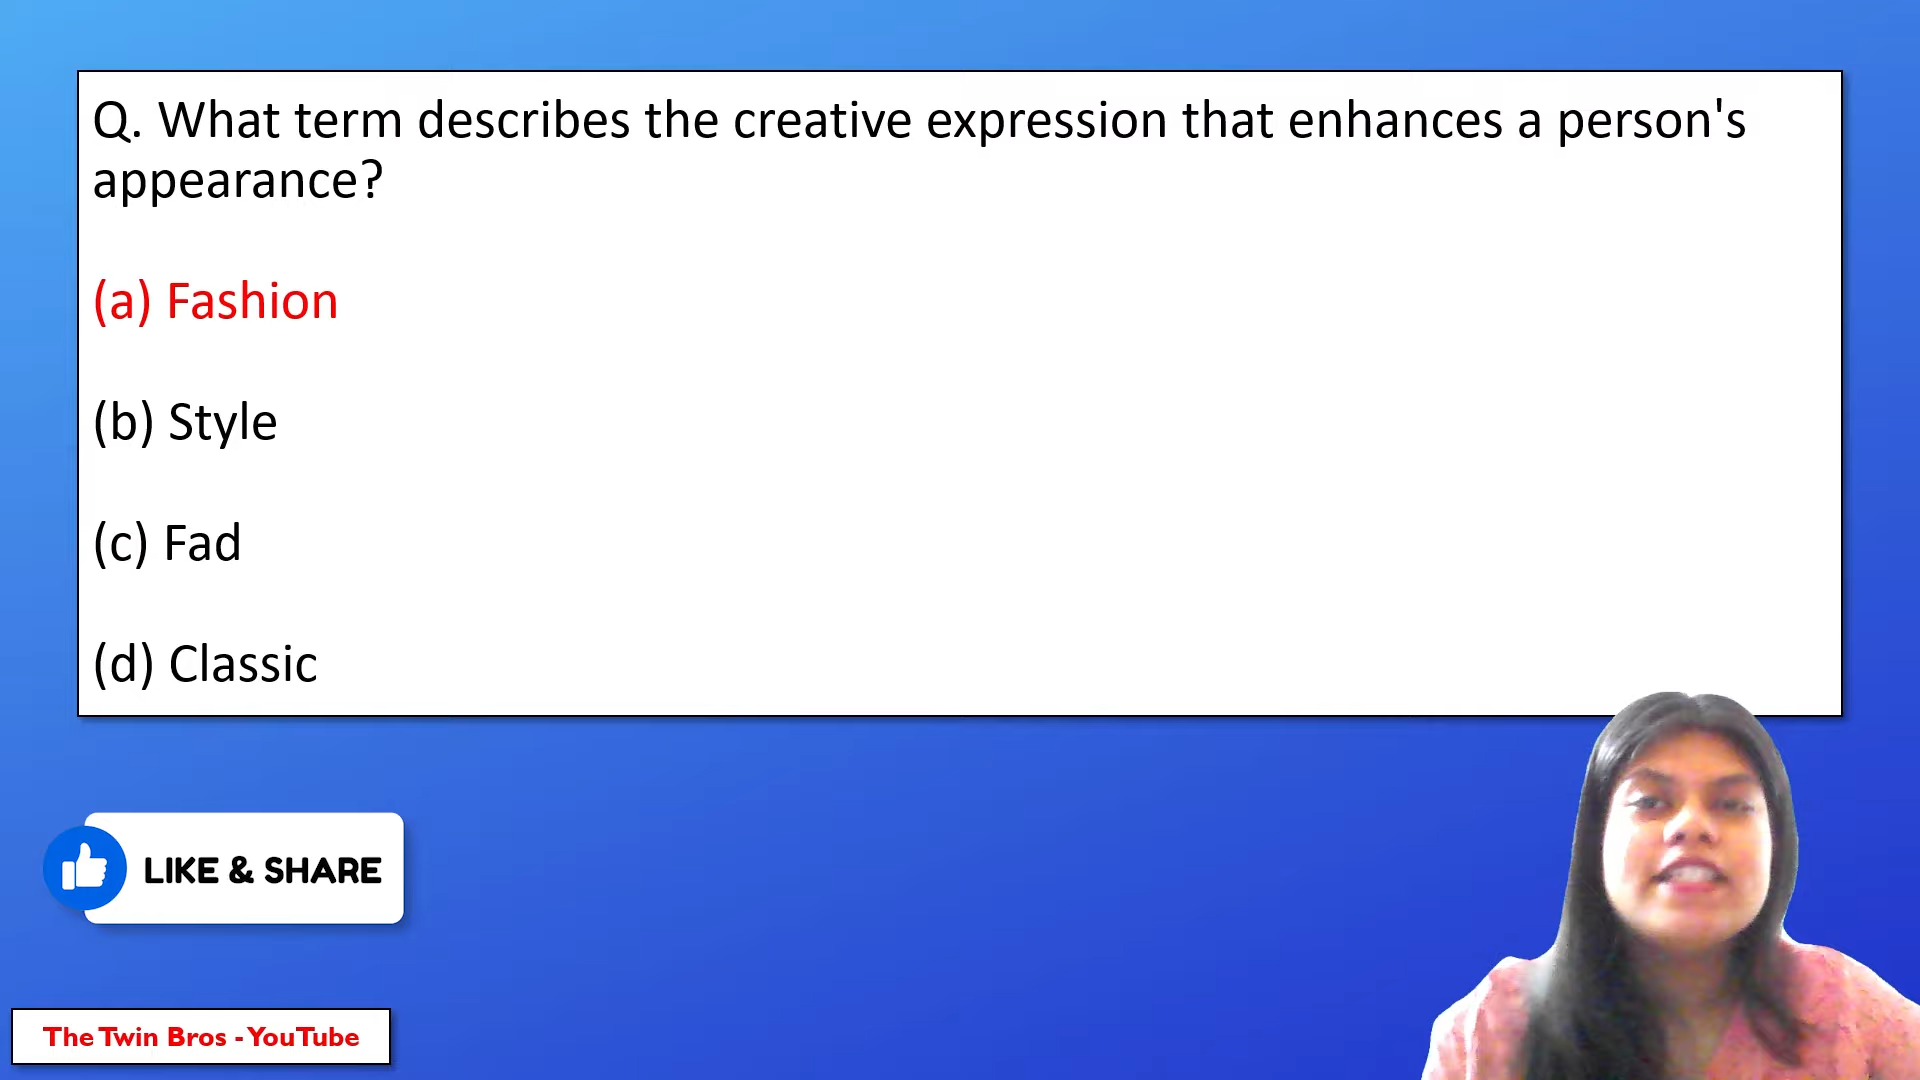 Q. What term describes the creative expression that enhances a person's
appearance?
(a) Fashion
(b) Style
(c) Fad
(d) Classic
LIKE & SHARE
The Twin Bros - YouTube